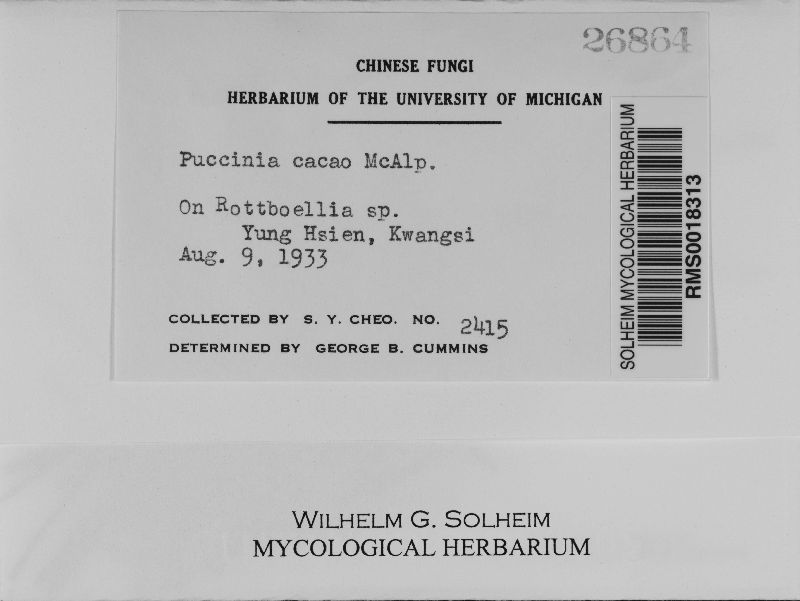 26864
CHINESE FUNGI
HERBARIUM OF THE UNIVERSITY OF MICHIGAN
Puccinia cacao McAlp.
On Rottboellia sp.
Yung Hsien, Kwangsi
Aug. 9, 1933
COLLECTED BY S. Y. CHEO. NO. 2415
DETERMINED BY GEORGE B. CUMMINS
SOLHEIM MYCOLOGICAL HERBARIUM
RMS0018313
WILHELM G. SOLHEIM
MYCOLOGICAL HERBARIUM